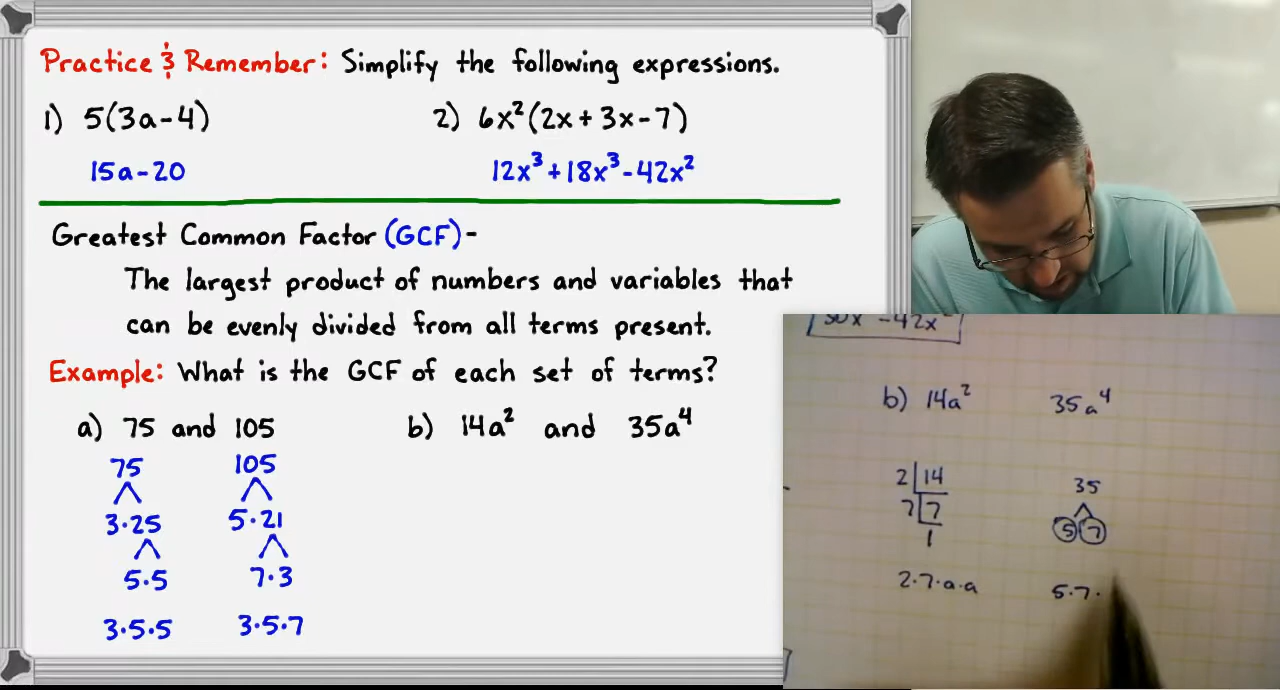 Practice & Remember: Simplify the following expressions.
1) 5(3a-4)
2) 6x²(2x+3x-7)
15a-20
12x³+18x³-42x²
Greatest Common Factor (GCF)-
The largest product of numbers and variables that
can be evenly divided from all terms present.
Example: What is the GCF of each set of terms?
a) 75 and 105
b) 14a² and 35a⁴
75
105
3·25
5·21
5·5
7·3
3·5·5
3·5·7
30x -42x
b) 14a² 35a⁴
2 14
7 7
1
35
5 7
2·7·a·a
5·7·